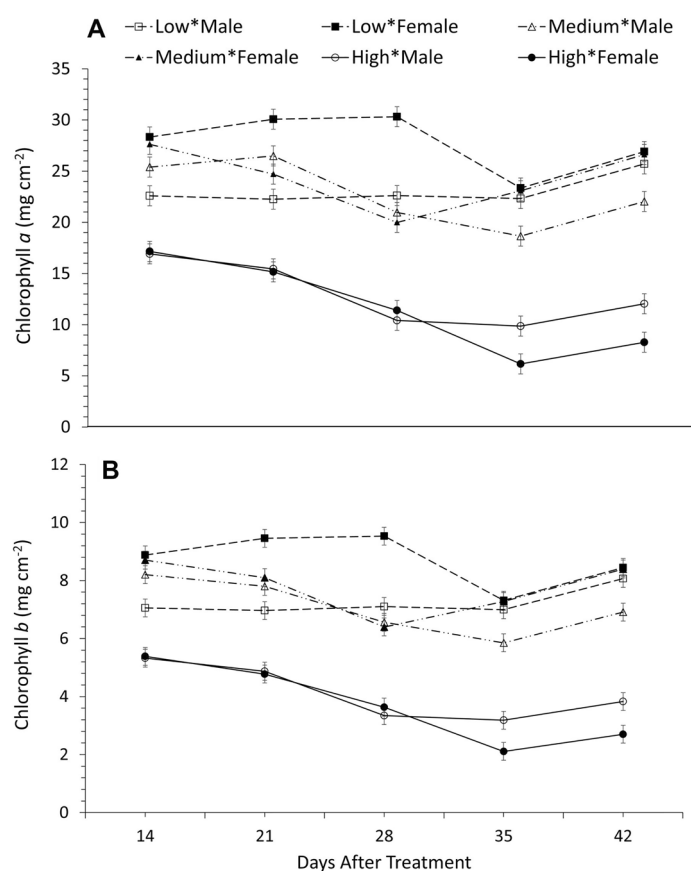 A
Low*Male Low*Female Medium*Male
Medium*Female High*Male High*Female
35
30
25
20
15
10
5
0
Chlorophyll a (mg cm-2)
B
12
10
8
6
4
2
0
Chlorophyll b (mg cm-2)
14 21 28 35 42
Days After Treatment